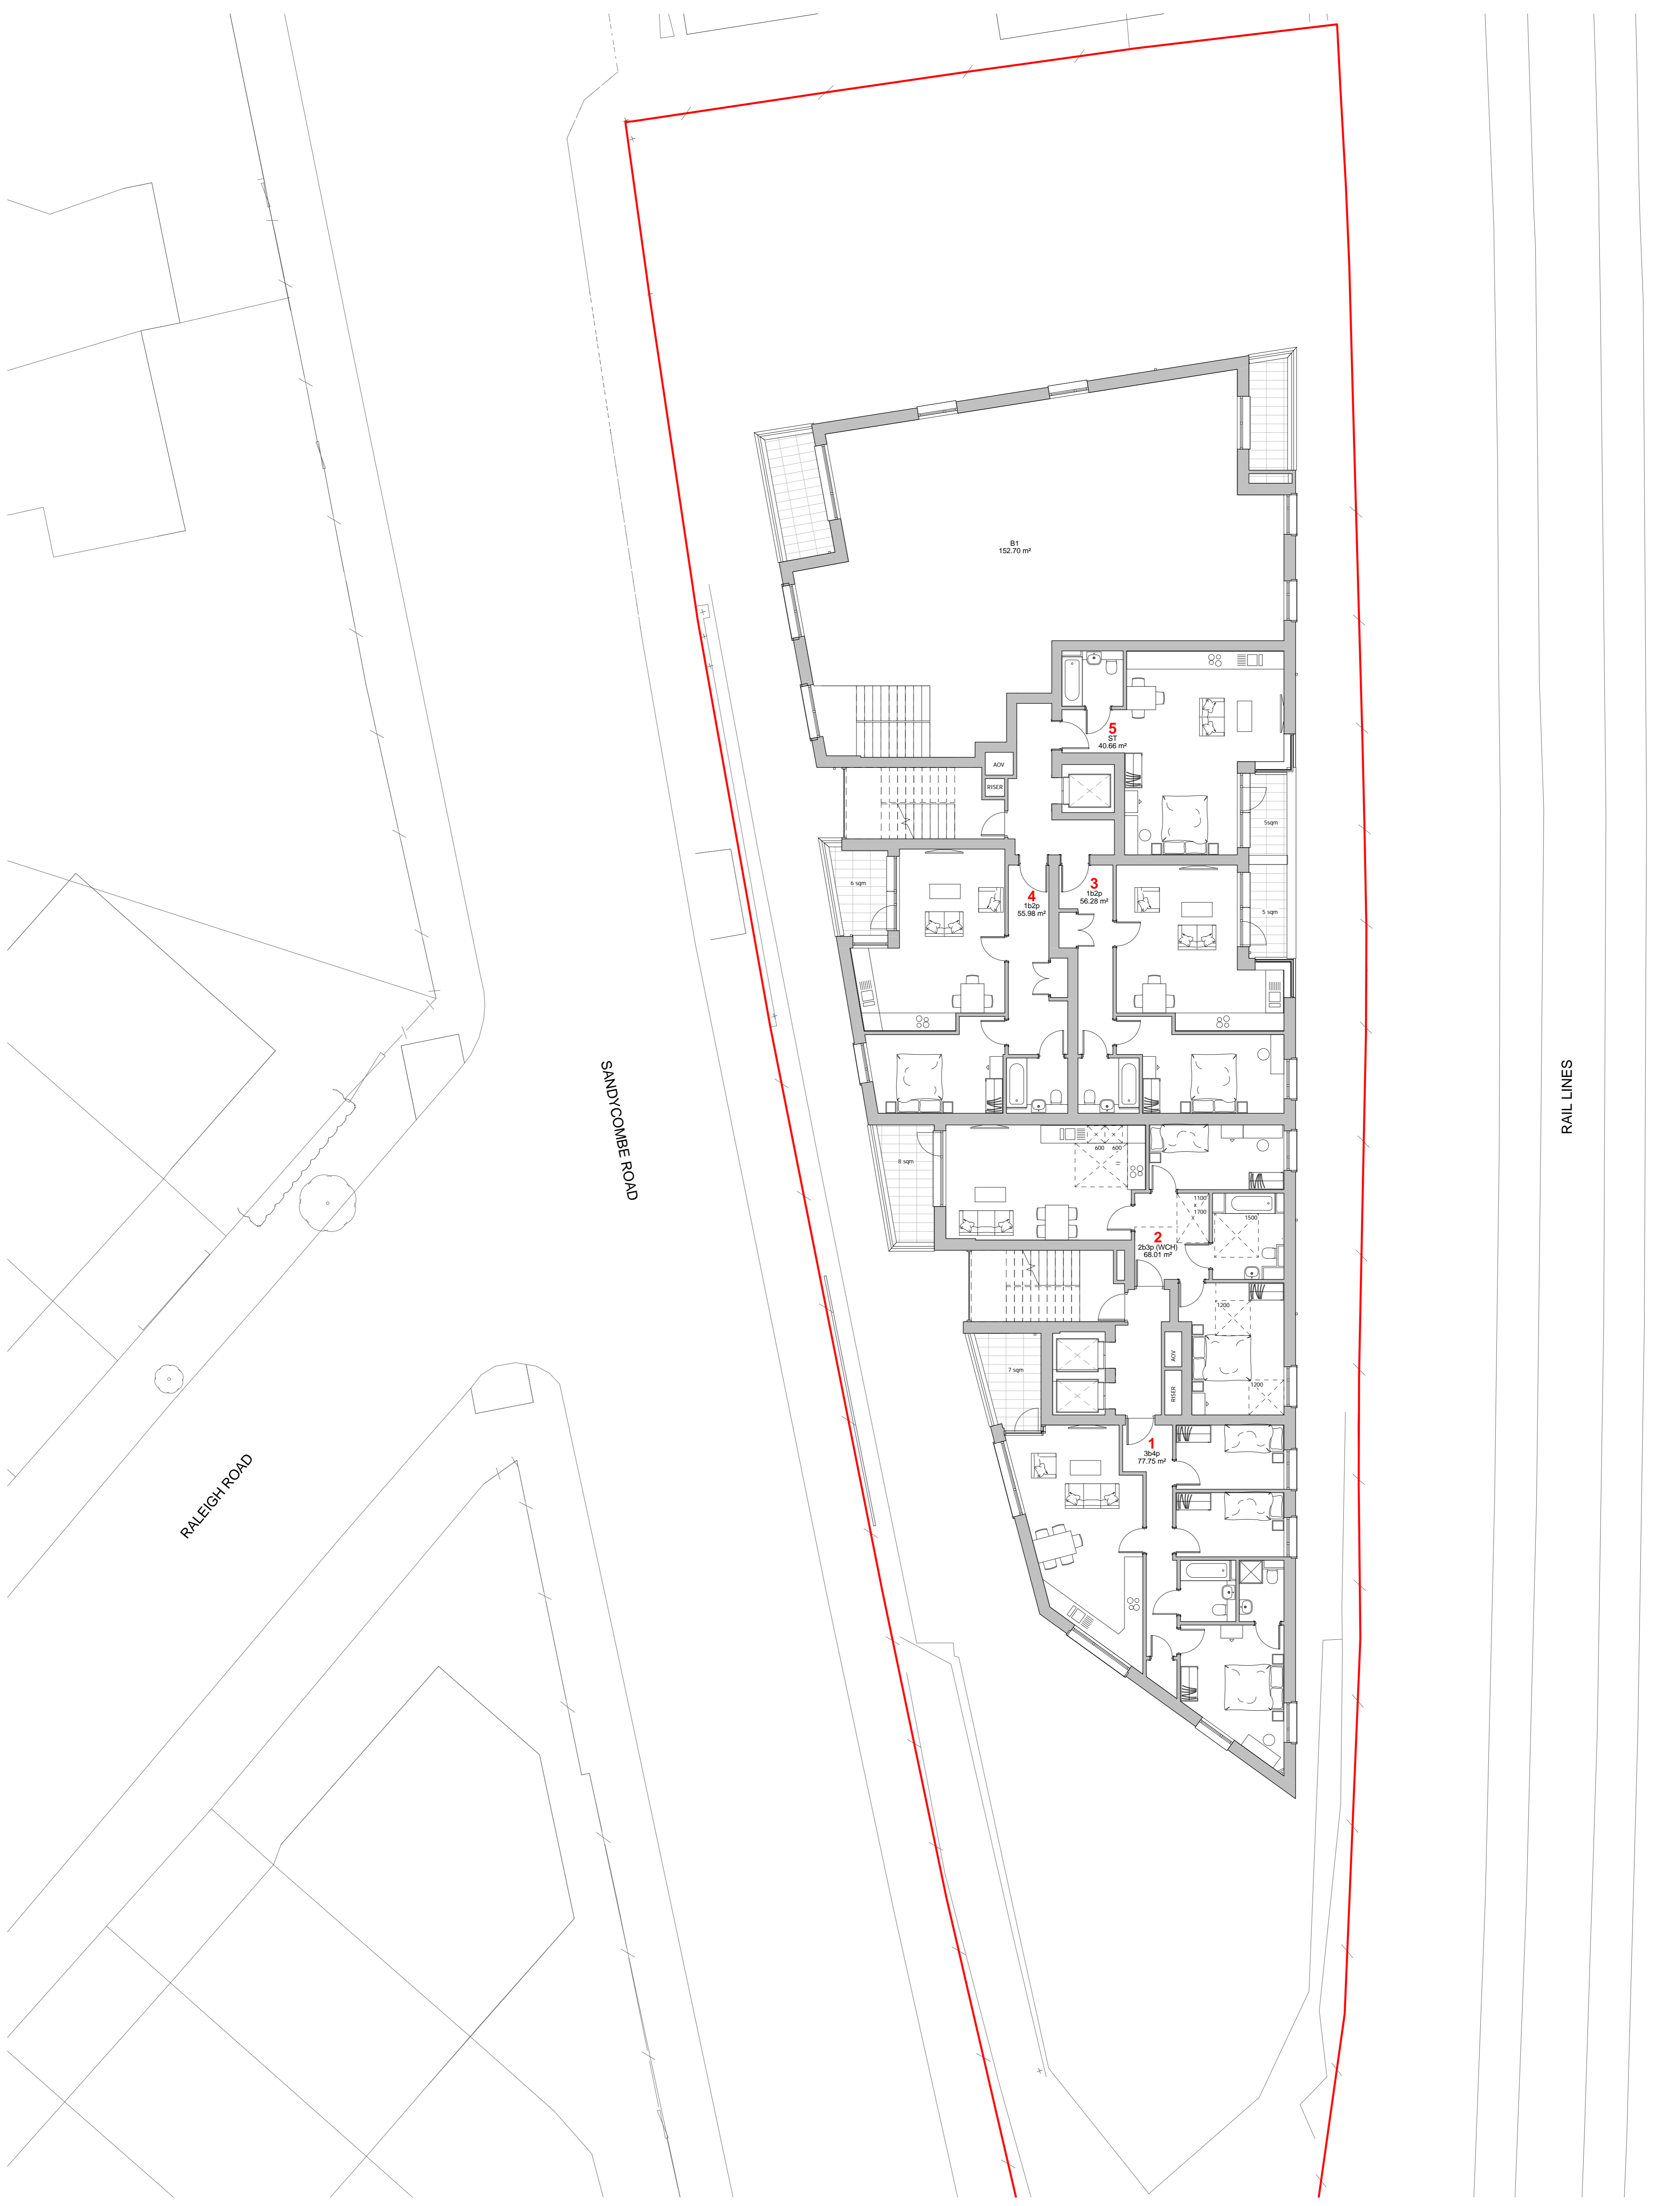 B1
152.70 m²
5
ST
40.66 m²
AOV
RISER
5sqm
6 sqm
4
1b2p
55.98 m²
3
1b2p
56.28 m²
5 sqm
SANDYCOMBE ROAD
RAIL LINES
8 sqm
600
600
1100
x
1700
x
1500
2
2b3p (WCH)
68.01 m²
1200
AOV
7 sqm
RISER
1200
1
3b4p
77.75 m²
RALEIGH ROAD